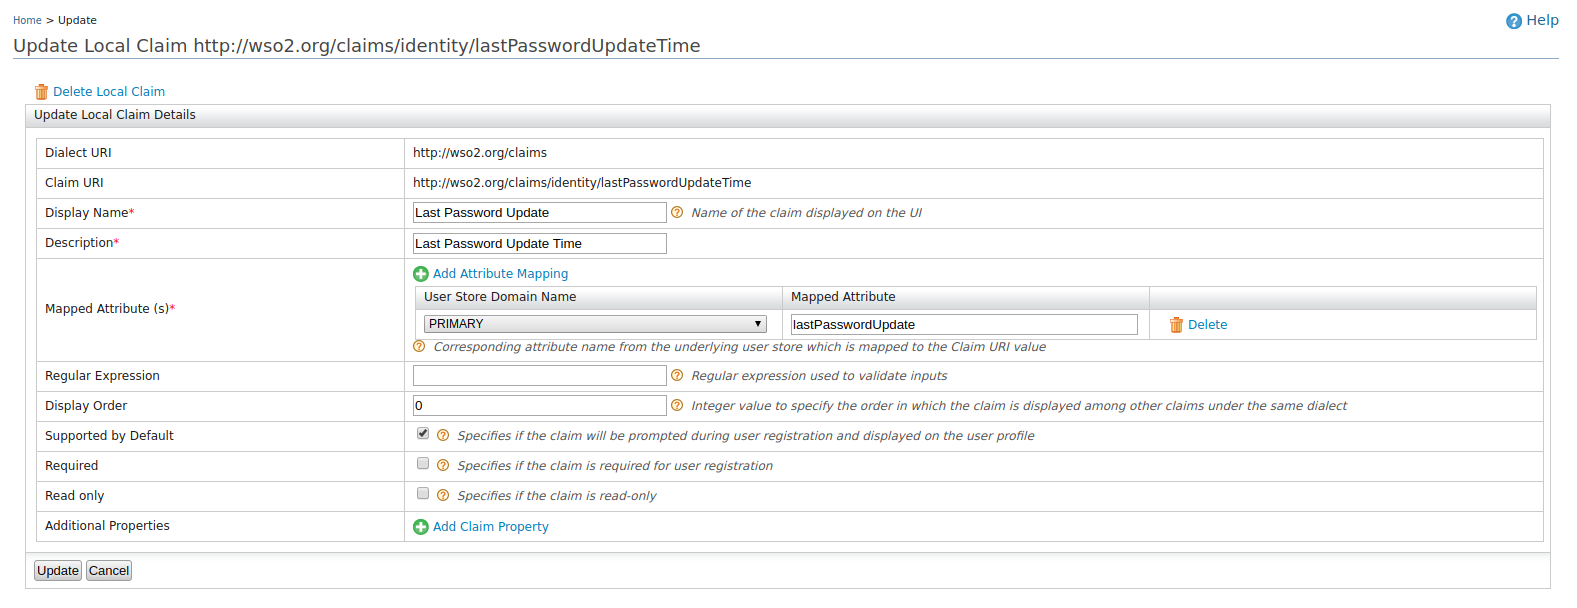 Home > Update
Help
Update Local Claim http://wso2.org/claims/identity/lastPasswordUpdateTime
Delete Local Claim
Update Local Claim Details
Dialect URI http://wso2.org/claims
Claim URI http://wso2.org/claims/identity/lastPasswordUpdateTime
Display Name* Last Password Update ? Name of the claim displayed on the UI
Description* Last Password Update Time
Add Attribute Mapping
User Store Domain Name Mapped Attribute
Mapped Attribute (s)*
PRIMARY lastPasswordUpdate Delete
? Corresponding attribute name from the underlying user store which is mapped to the Claim URI value
Regular Expression ? Regular expression used to validate inputs
Display Order 0 ? Integer value to specify the order in which the claim is displayed among other claims under the same dialect
Supported by Default ? Specifies if the claim will be prompted during user registration and displayed on the user profile
Required ? Specifies if the claim is required for user registration
Read only ? Specifies if the claim is read-only
Additional Properties Add Claim Property
Update Cancel